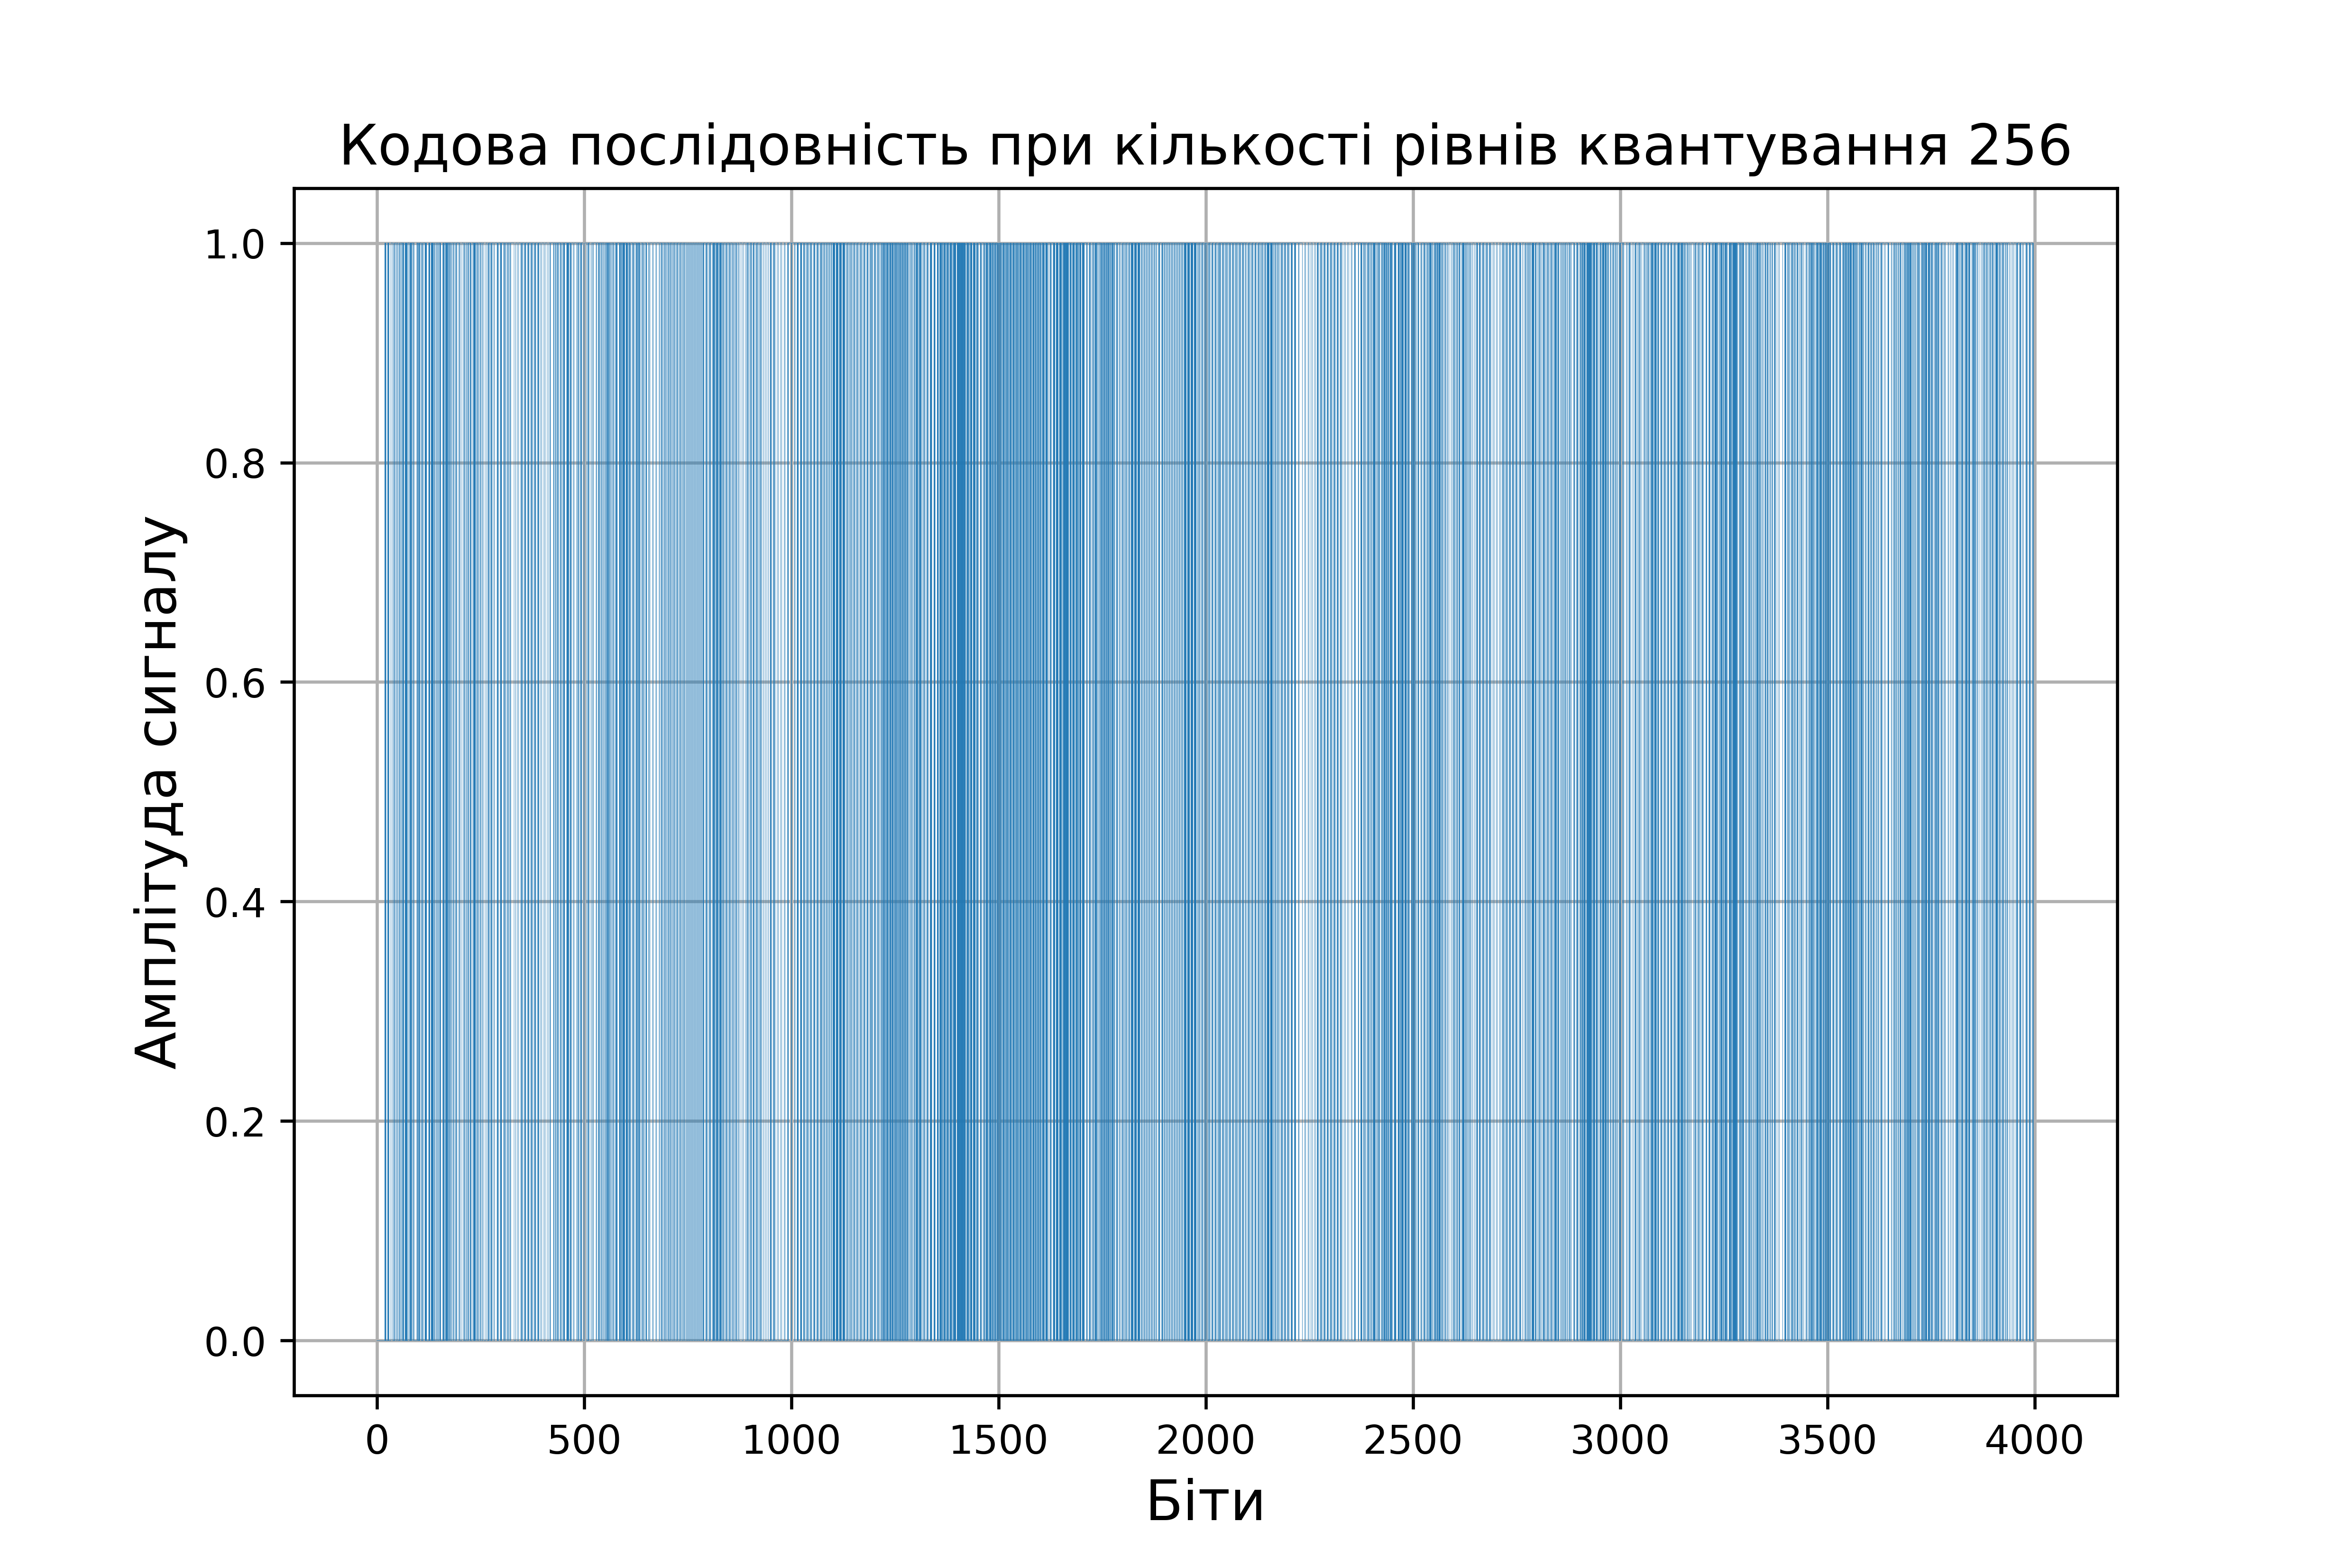 Кодова послідовність при кількості рівнів квантування 256
Амплітуда сигналу
1.0
0.8
0.6
0.4
0.2
0.0
0 500 1000 1500 2000 2500 3000 3500 4000
Біти